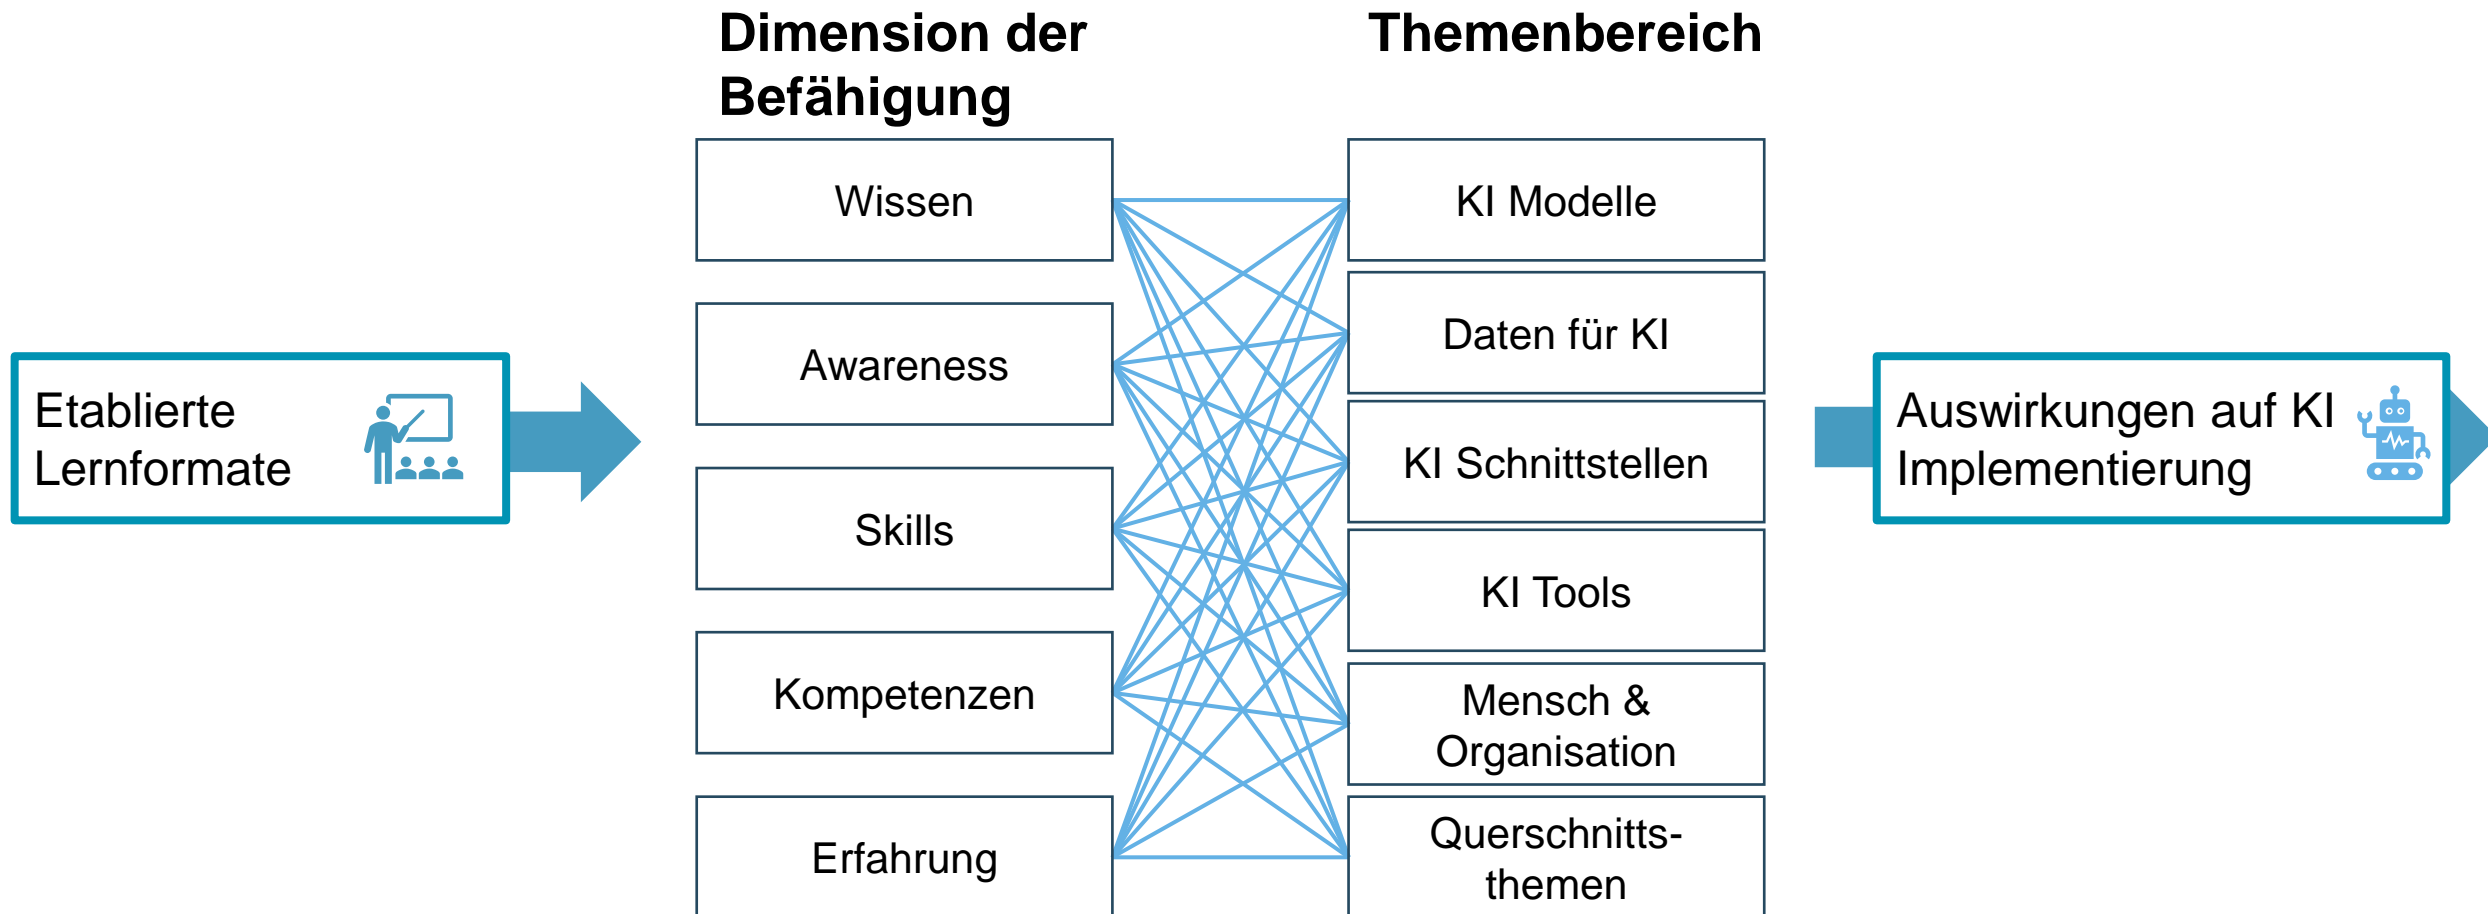 Dimension der
Befähigung
Themenbereich
Etablierte
Lernformate
Wissen
Awareness
Skills
Kompetenzen
Erfahrung
KI Modelle
Daten für KI
KI Schnittstellen
KI Tools
Mensch &
Organisation
Querschnitts-
themen
Auswirkungen auf KI
Implementierung